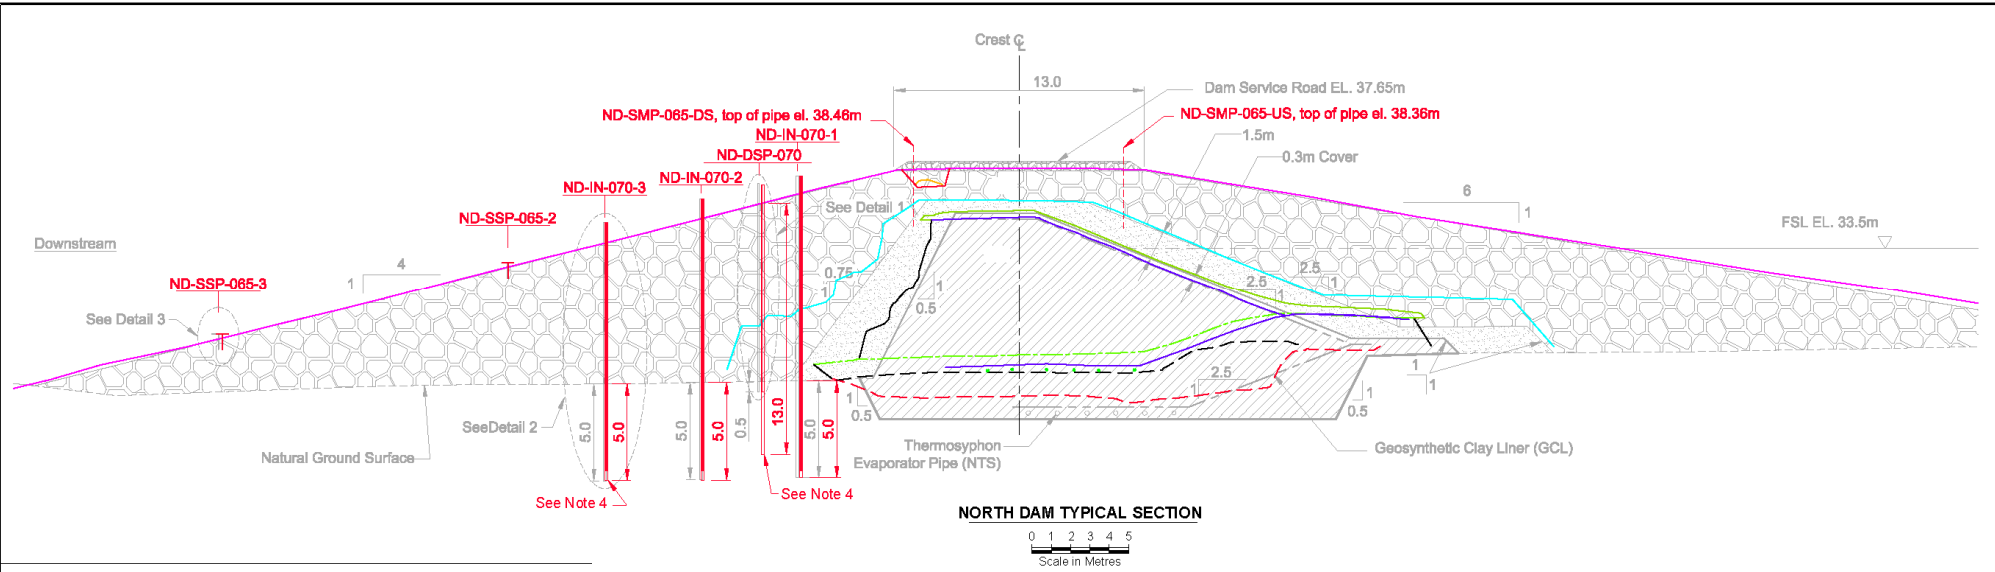 Crest ℄
13.0
Dam Service Road EL. 37.65m
ND-SMP-065-DS, top of pipe el. 38.46m
ND-SMP-065-US, top of pipe el. 38.36m
ND-IN-070-1
1.5m
ND-DSP-070
0.3m Cover
ND-IN-070-2
ND-IN-070-3
6
1
See Detail 1
ND-SSP-065-2
FSL EL. 33.5m
Downstream
4
1
0.75
1
2.5
1
2.5
1
1
0.5
ND-SSP-065-3
See Detail 3
1
1
2.5
1
1
0.5
1
0.5
5.0
5.0
5.0
5.0
0.5
13.0
5.0
5.0
SeeDetail 2
Natural Ground Surface
Thermosyphon
Evaporator Pipe (NTS)
Geosynthetic Clay Liner (GCL)
See Note 4
See Note 4
NORTH DAM TYPICAL SECTION
0 1 2 3 4 5
Scale in Metres